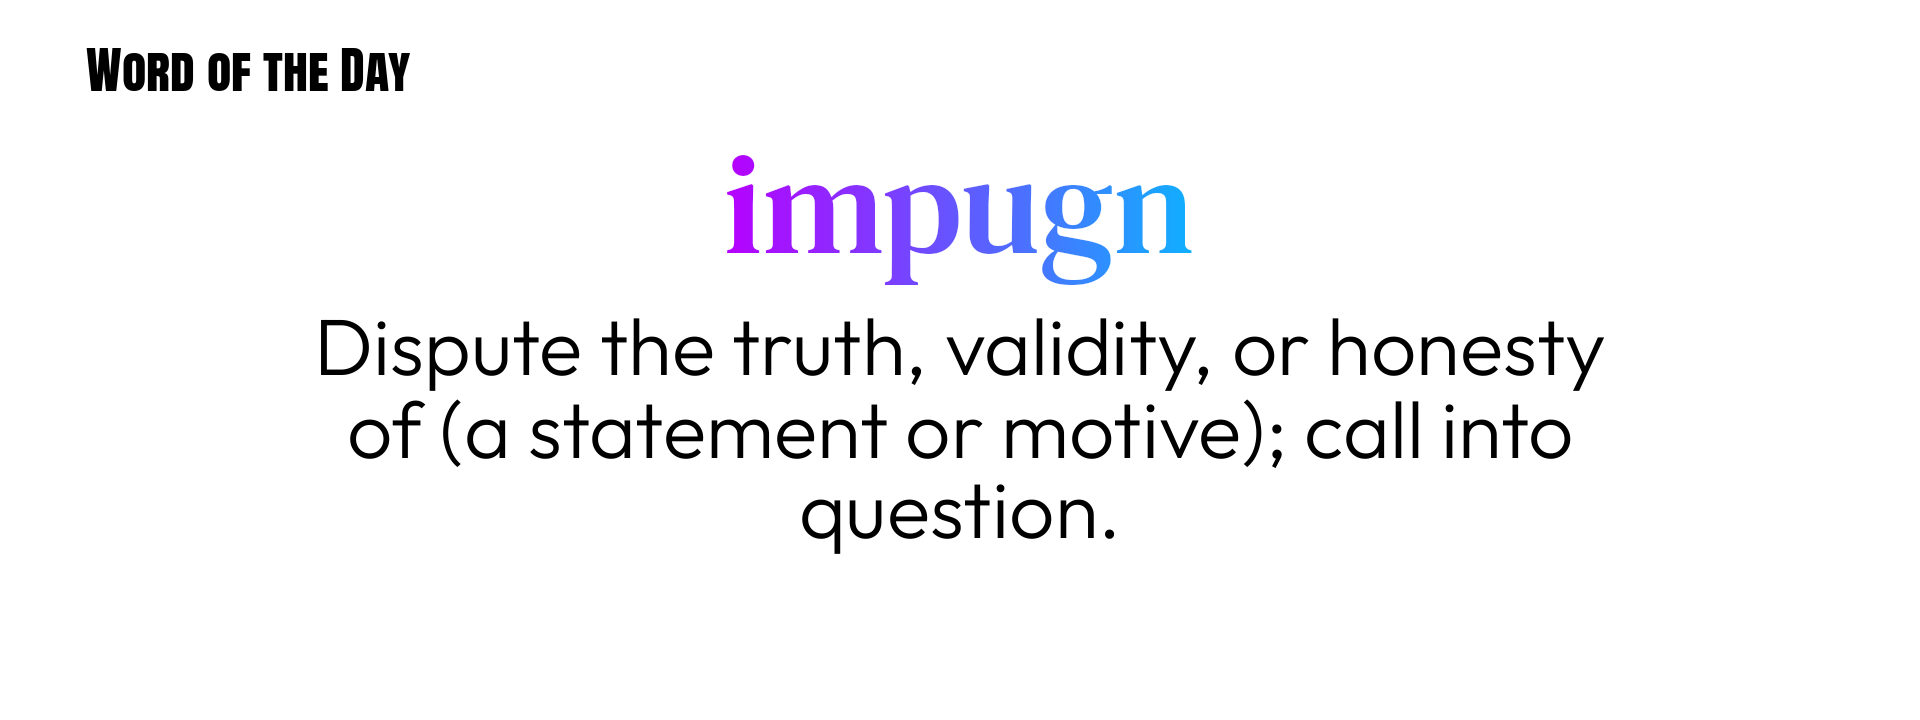 Word of the Day
impugn
Dispute the truth, validity, or honesty
of (a statement or motive); call into
question.